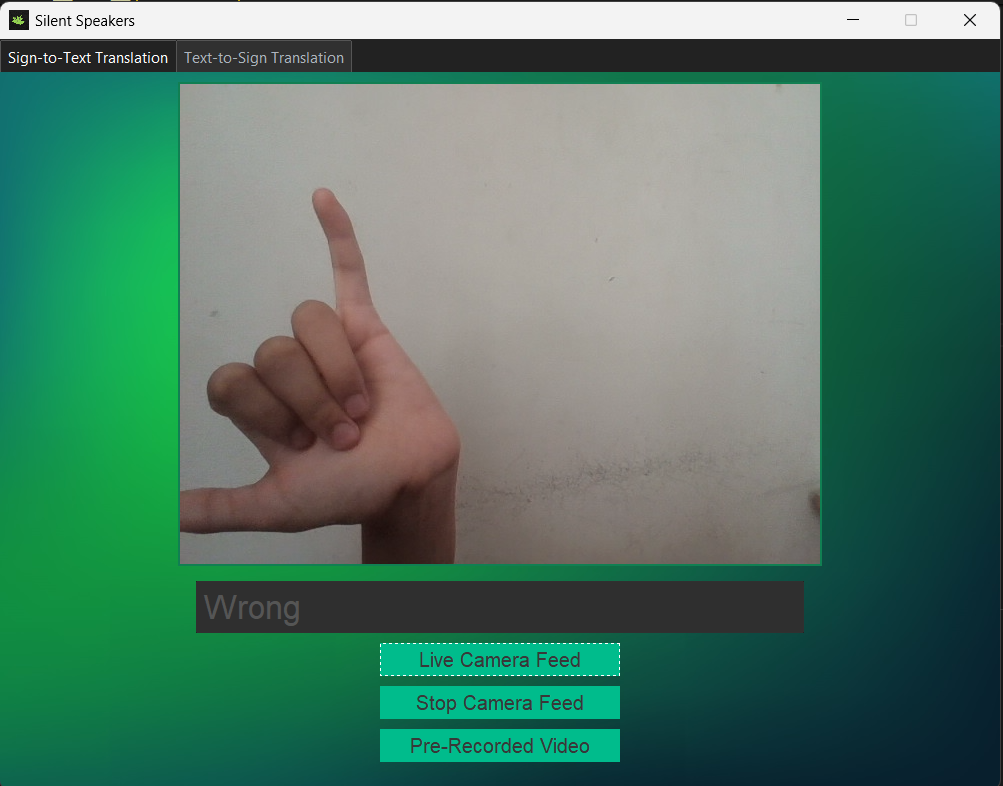 Silent Speakers
Sign-to-Text Translation
Text-to-Sign Translation
Wrong
Live Camera Feed
Stop Camera Feed
Pre-Recorded Video